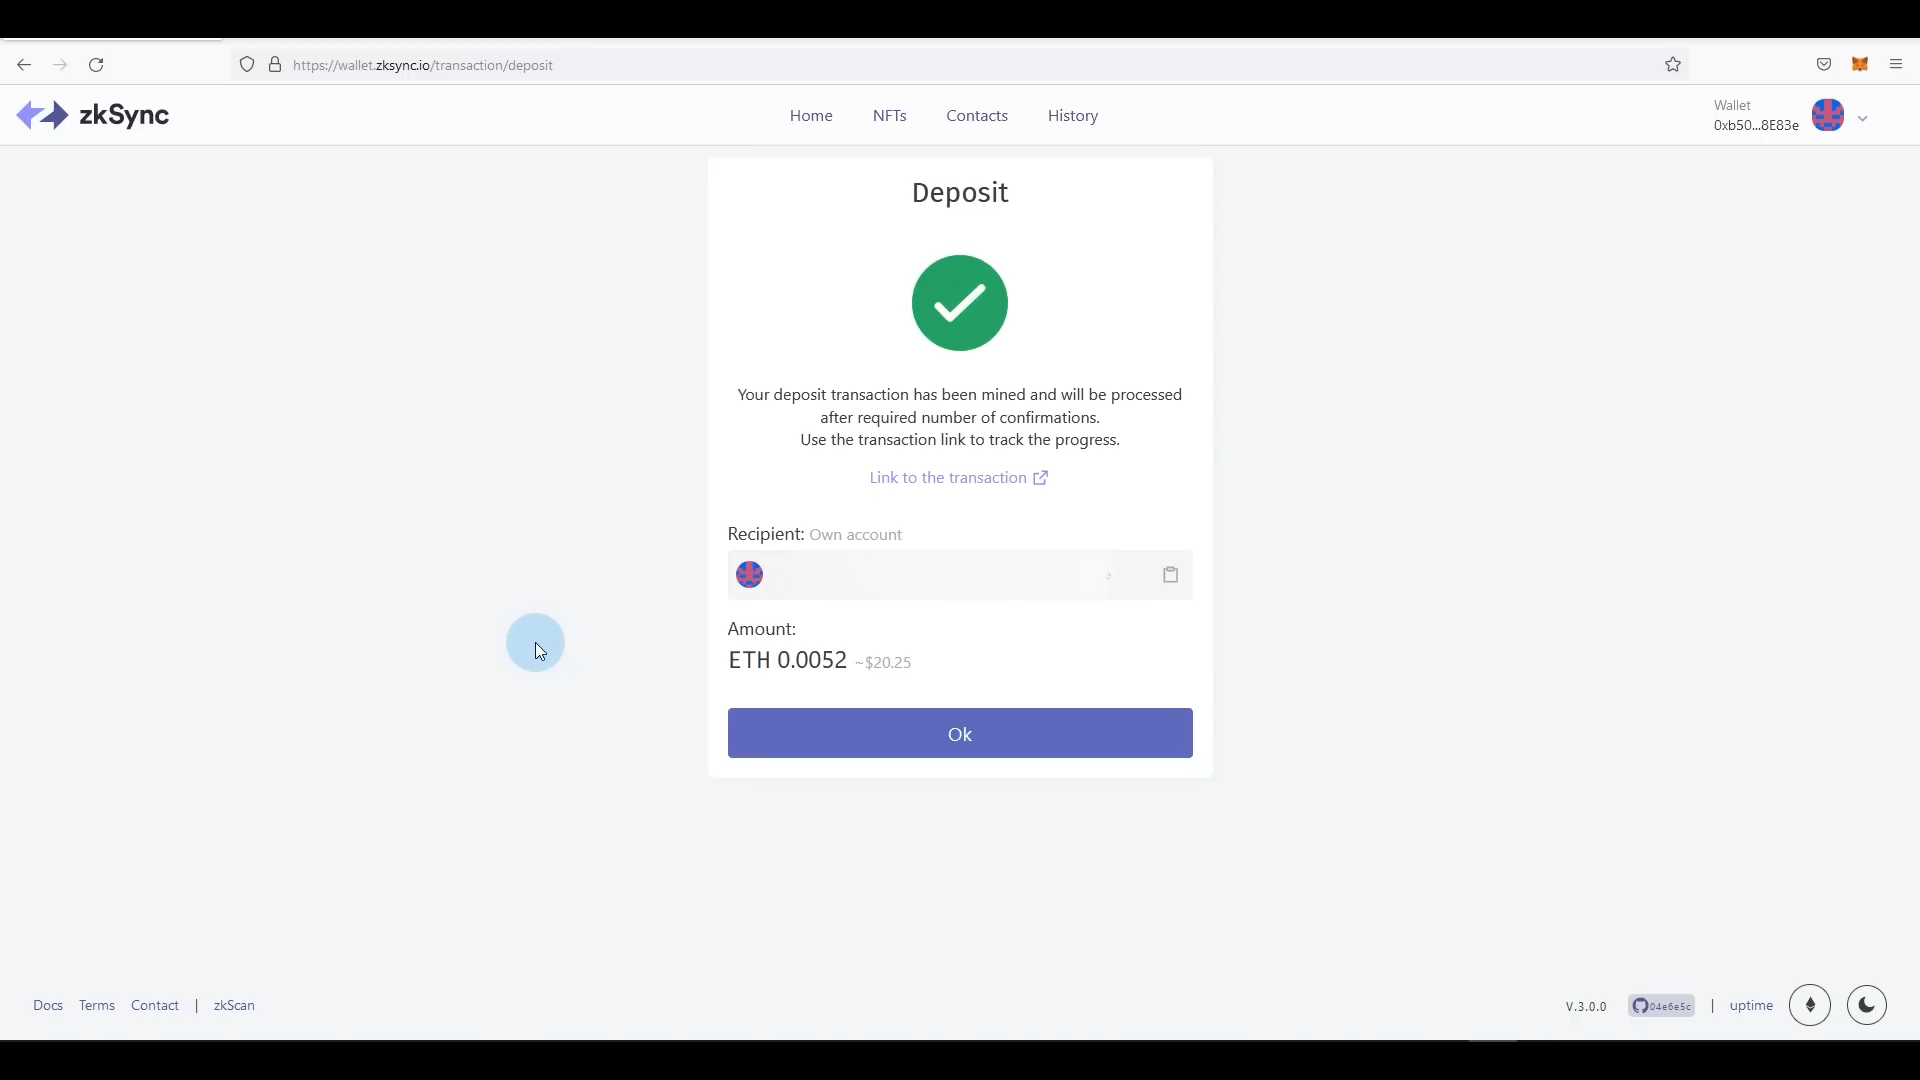 https://wallet.zksync.io/transaction/deposit
zkSync
Home NFTs Contacts History
Wallet
0xb50...8E83e
Deposit
Your deposit transaction has been mined and will be processed
after required number of confirmations.
Use the transaction link to track the progress.
Link to the transaction
Recipient: Own account
e
Amount:
ETH 0.0052 ~$20.25
Ok
Docs Terms Contact | zkScan
V.3.0.0 04e6e5c | uptime